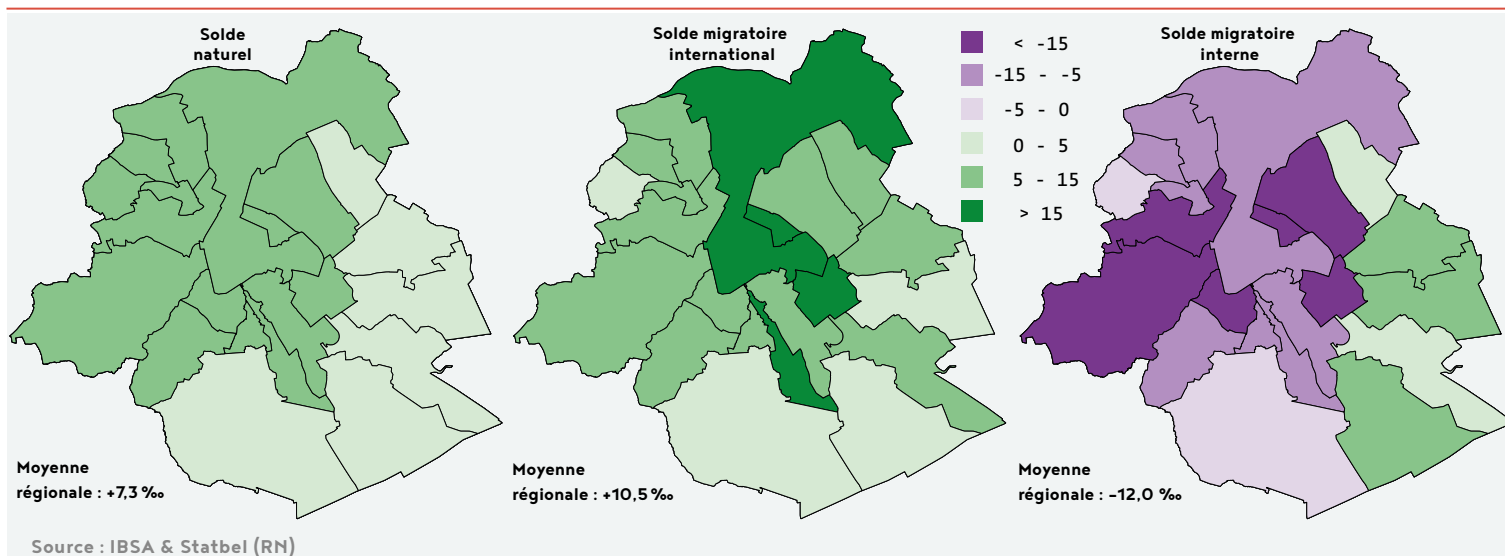 Solde
naturel
Solde migratoire
international
< -15
-15 - -5
-5 - 0
0 - 5
5 - 15
> 15
Solde migratoire
interne
Moyenne
régionale : +7,3 ‰
Moyenne
régionale : +10,5 ‰
Moyenne
régionale : -12,0 ‰
Source : IBSA & Statbel (RN)